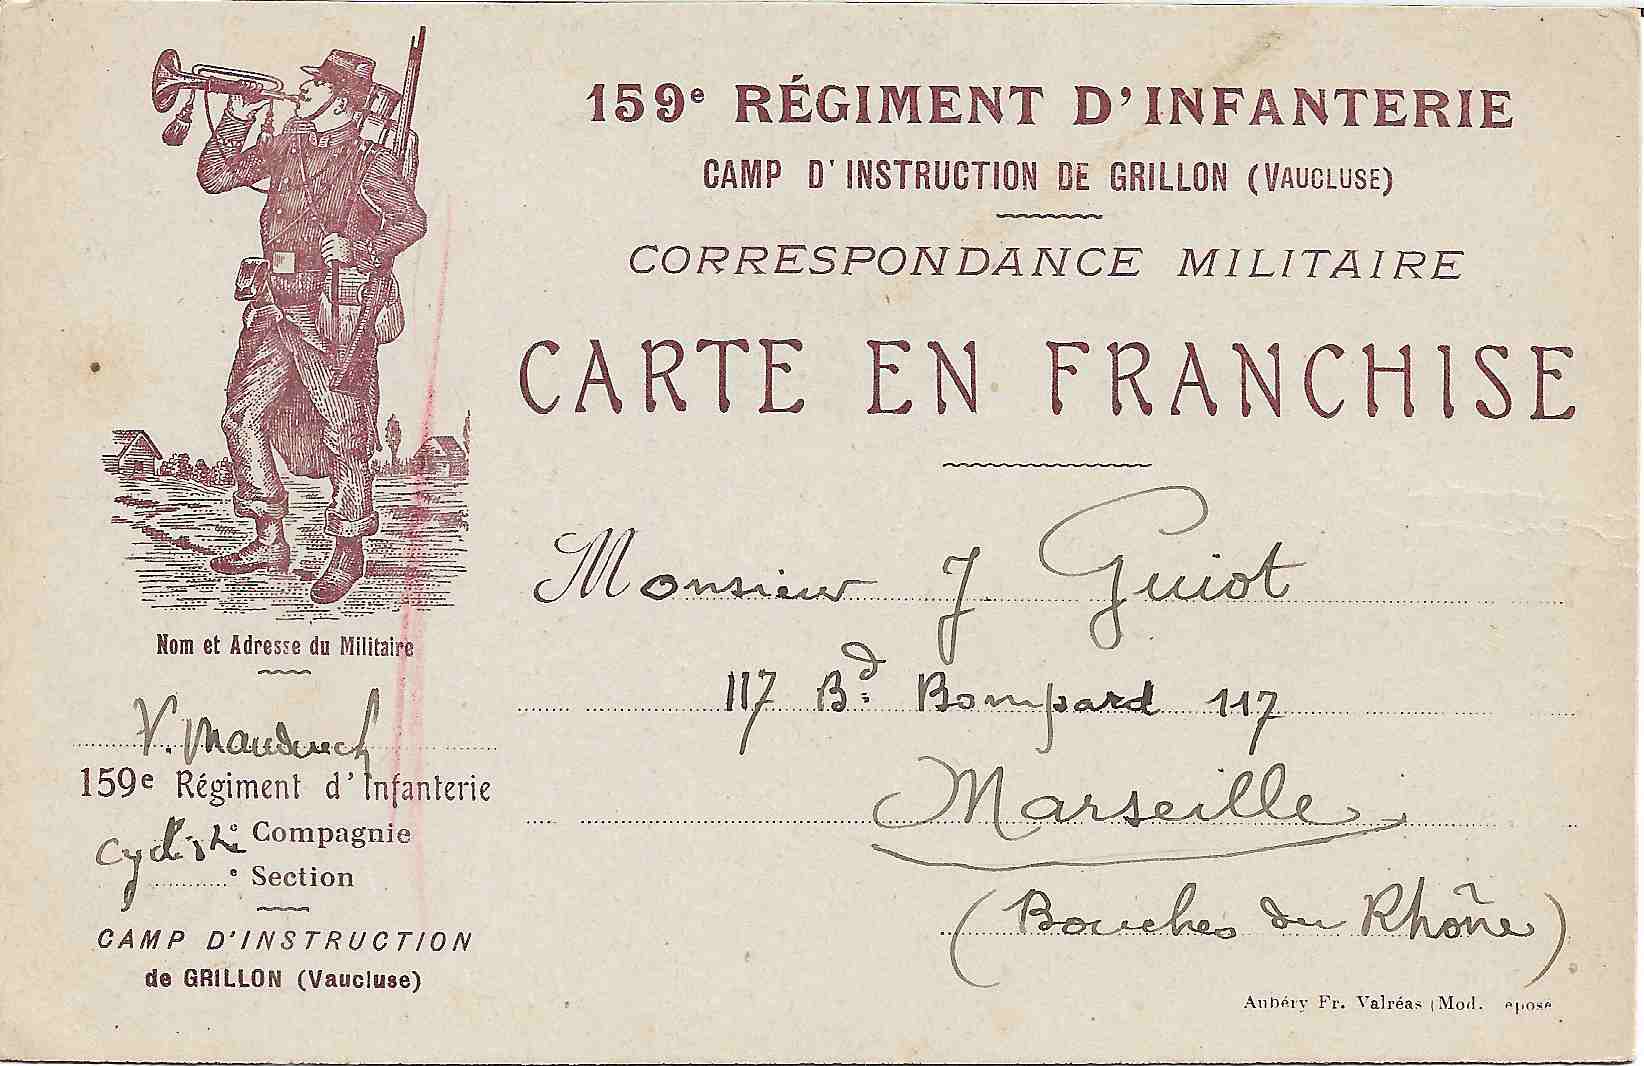 159e RÉGIMENT D'INFANTERIE
CAMP D'INSTRUCTION DE GRILLON (VAUCLUSE)
CORRESPONDANCE MILITAIRE
CARTE EN FRANCHISE
Monsieur J. Guiot
117 Bd. Bompard 117
Marseille
(Bouches du Rhône)
Nom et Adresse du Militaire
V.
159e Régiment d'Infanterie
Cycliste Compagnie
e Section
CAMP D'INSTRUCTION
de GRILLON (Vaucluse)
Aubéry Fr. Valréas (Mod. éposé